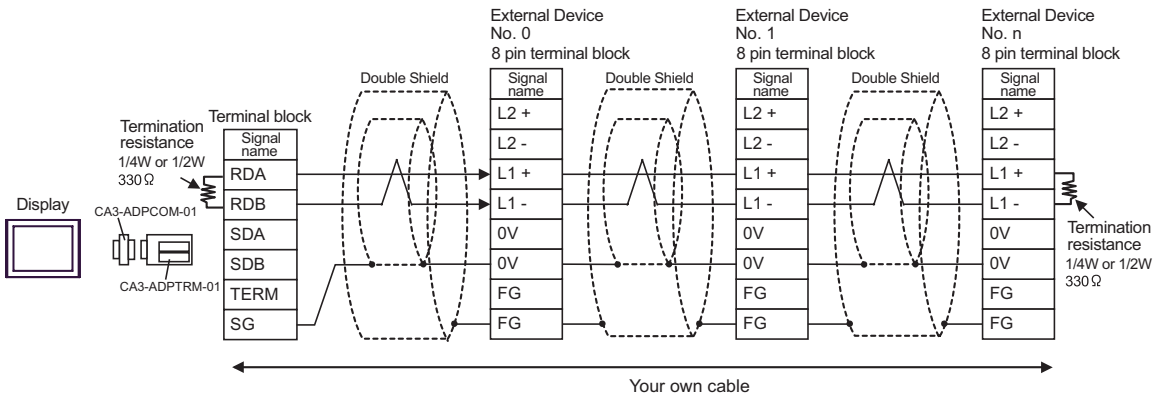 External Device
No. 0
8 pin terminal block
External Device
No. 1
8 pin terminal block
External Device
No. n
8 pin terminal block
Double Shield
Double Shield
Double Shield
Terminal block
Termination
resistance
1/4W or 1/2W
330Ω
Display
CA3-ADPCOM-01
CA3-ADPTRM-01
Signal
name
RDA
RDB
SDA
SDB
TERM
SG
Signal
name
L2 +
L2 -
L1 +
L1 -
0V
0V
FG
FG
Signal
name
L2 +
L2 -
L1 +
L1 -
0V
0V
FG
FG
Signal
name
L2 +
L2 -
L1 +
L1 -
0V
0V
FG
FG
Termination
resistance
1/4W or 1/2W
330Ω
Your own cable